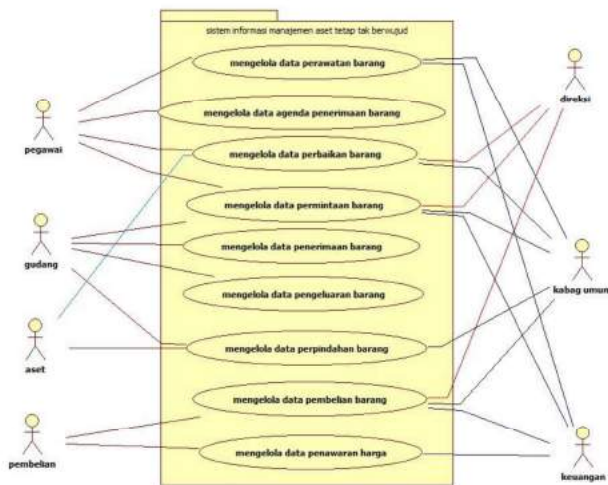 sistem informasi manajemen aset tetap tak berwujud
mengelola data perawatan barang
mengelola data agenda penerimaan barang
mengelola data perbaikan barang
mengelola data permintaan barang
mengelola data penerimaan barang
mengelola data pengeluaran barang
mengelola data perpindahan barang
mengelola data pembelian barang
mengelola data penawaran harga
pegawai
gudang
aset
pembelian
direksi
kabag umum
keuangan